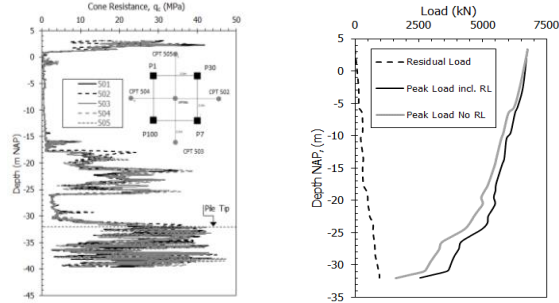 Cone Resistance, qc (MPa)
0 10 20 30 40 50
5
0
-5
-10
-15
-20
-25
-30
-35
-40
-45
Depth (m NAP)
501
502
503
504
505
CPT 505
P1
P30
CPT 504
CPT 502
P100
P7
CPT 503
Pile Tip
Load (kN)
0 2500 5000 7500
5
0
-5
-10
-15
-20
-25
-30
-35
Depth NAP, (m)
Residual Load
Peak Load incl. RL
Peak Load No RL